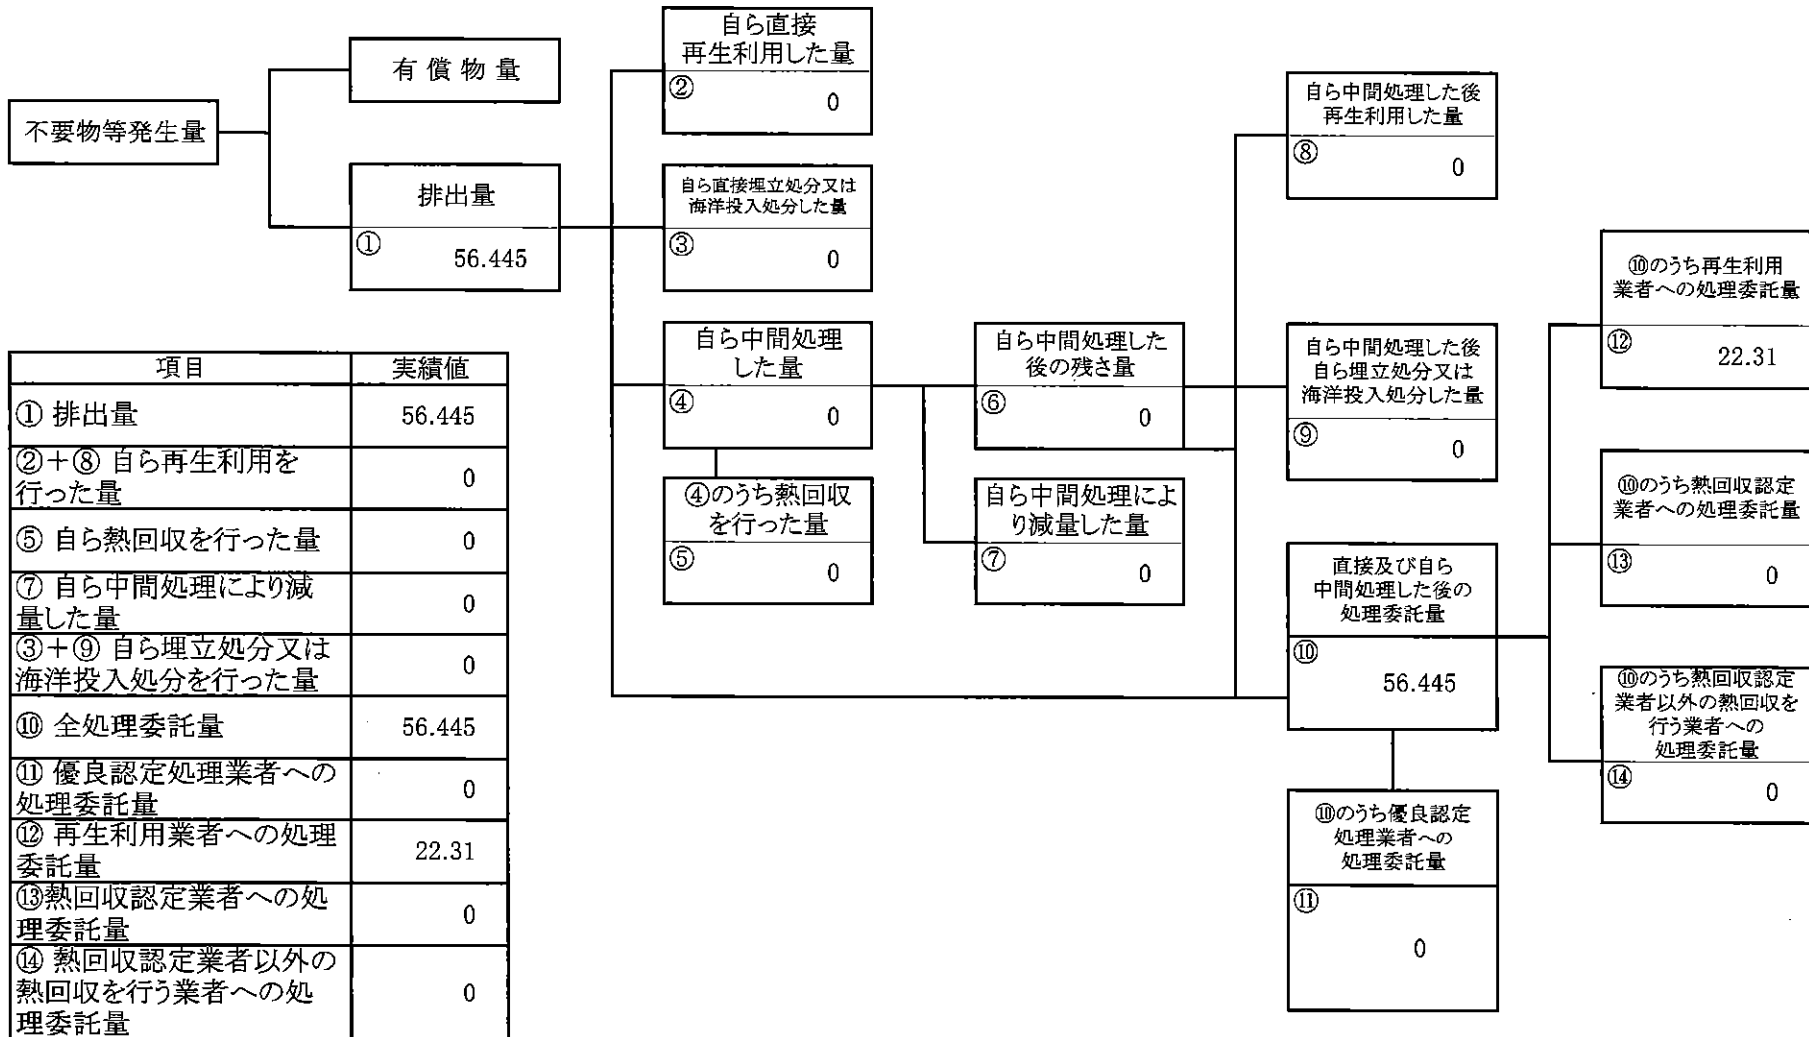 不要物等発生量
有償物量
排出量
①
56.445
自ら直接
再生利用した量
②
0
自ら直接埋立処分又は
海洋投入処分した量
③
0
自ら中間処理
した量
④
0
④のうち熱回収
を行った量
⑤
0
自ら中間処理した
後の残さ量
⑥
0
自ら中間処理によ
り減量した量
⑦
0
自ら中間処理した後
再生利用した量
⑧
0
自ら中間処理した後
自ら埋立処分又は
海洋投入処分した量
⑨
0
直接及び自ら
中間処理した後の
処理委託量
⑩
56.445
⑩のうち優良認定
処理業者への
処理委託量
⑪
0
⑩のうち再生利用
業者への処理委託量
⑫
22.31
⑩のうち熱回収認定
業者への処理委託量
⑬
0
⑩のうち熱回収認定
業者以外の熱回収を
行う業者への
処理委託量
⑭
0
項目 実績値
① 排出量 56.445
②+⑧ 自ら再生利用を
行った量 0
⑤ 自ら熱回収を行った量 0
⑦ 自ら中間処理により減
量した量 0
③+⑨ 自ら埋立処分又は
海洋投入処分を行った量 0
⑩ 全処理委託量 56.445
⑪ 優良認定処理業者への
処理委託量 0
⑫ 再生利用業者への処理
委託量 22.31
⑬熱回収認定業者への処
理委託量 0
⑭ 熱回収認定業者以外の
熱回収を行う業者への処
理委託量 0